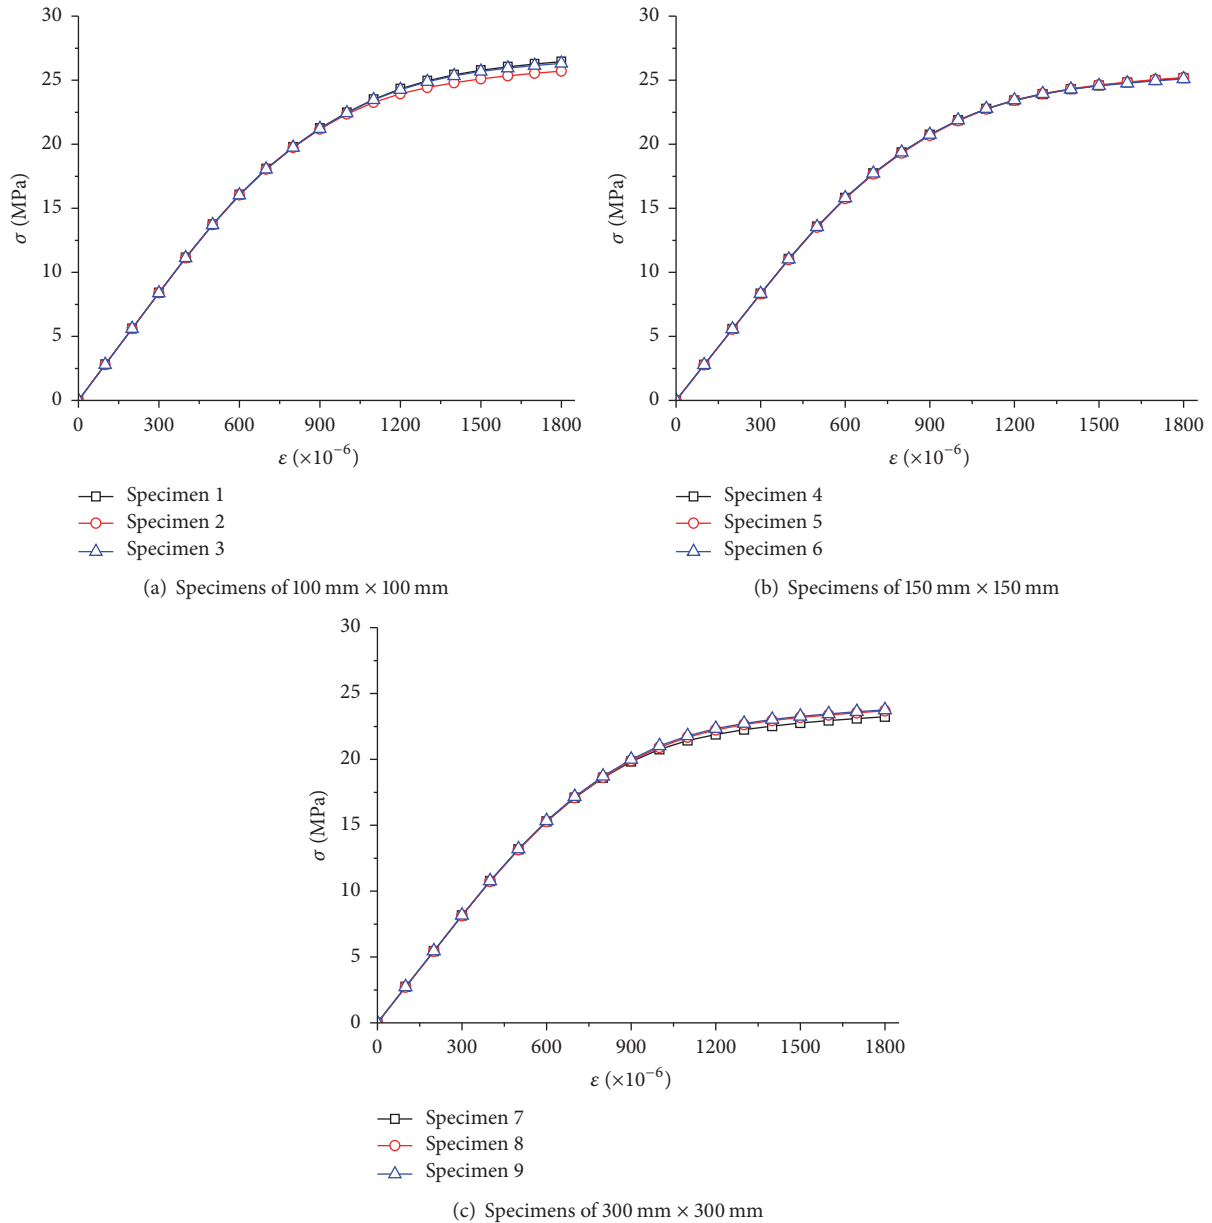 30
25
20
15
10
5
0
σ (MPa)
0 300 600 900 1200 1500 1800
ε (×10⁻⁶)
Specimen 1
Specimen 2
Specimen 3
(a) Specimens of 100 mm × 100 mm
30
25
20
15
10
5
0
σ (MPa)
0 300 600 900 1200 1500 1800
ε (×10⁻⁶)
Specimen 4
Specimen 5
Specimen 6
(b) Specimens of 150 mm × 150 mm
30
25
20
15
10
5
0
σ (MPa)
0 300 600 900 1200 1500 1800
ε (×10⁻⁶)
Specimen 7
Specimen 8
Specimen 9
(c) Specimens of 300 mm × 300 mm